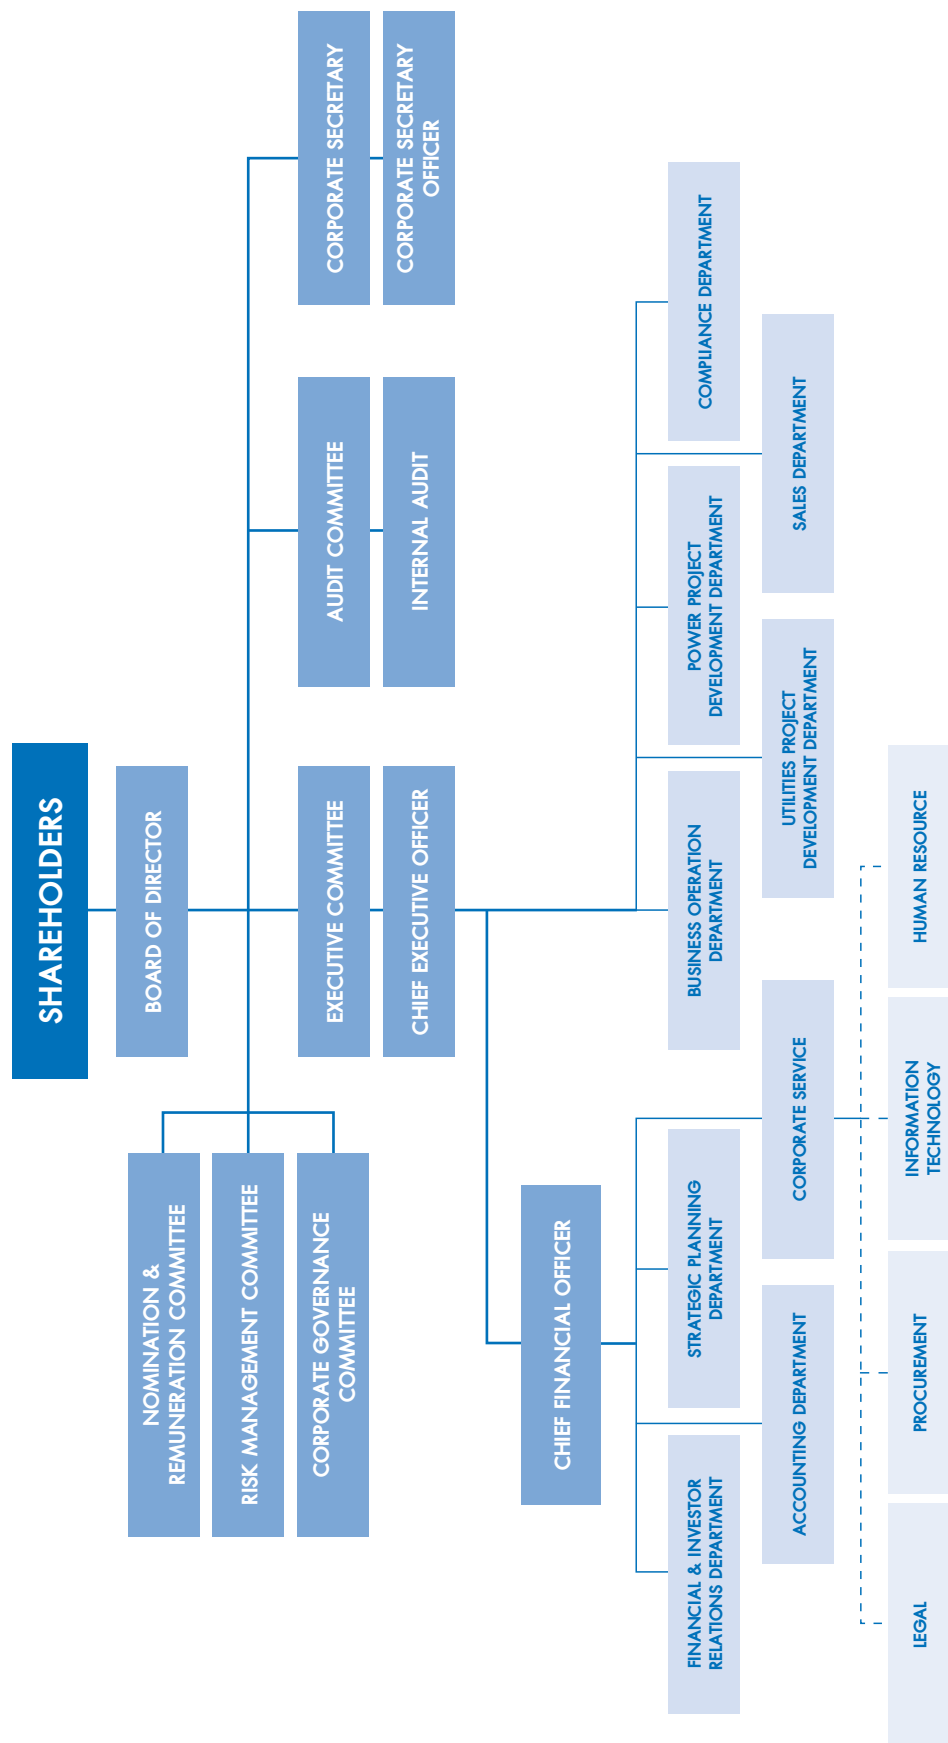 SHAREHOLDERS
BOARD OF DIRECTOR
NOMINATION &
REMUNERATION COMMITTEE
RISK MANAGEMENT COMMITTEE
CORPORATE GOVERNANCE
COMMITTEE
EXECUTIVE COMMITTEE
AUDIT COMMITTEE
CORPORATE SECRETARY
CHIEF EXECUTIVE OFFICER
INTERNAL AUDIT
CORPORATE SECRETARY
OFFICER
CHIEF FINANCIAL OFFICER
FINANCIAL & INVESTOR
RELATIONS DEPARTMENT
STRATEGIC PLANNING
DEPARTMENT
BUSINESS OPERATION
DEPARTMENT
POWER PROJECT
DEVELOPMENT DEPARTMENT
COMPLIANCE DEPARTMENT
ACCOUNTING DEPARTMENT
CORPORATE SERVICE
UTILITIES PROJECT
DEVELOPMENT DEPARTMENT
SALES DEPARTMENT
LEGAL
PROCUREMENT
INFORMATION
TECHNOLOGY
HUMAN RESOURCE